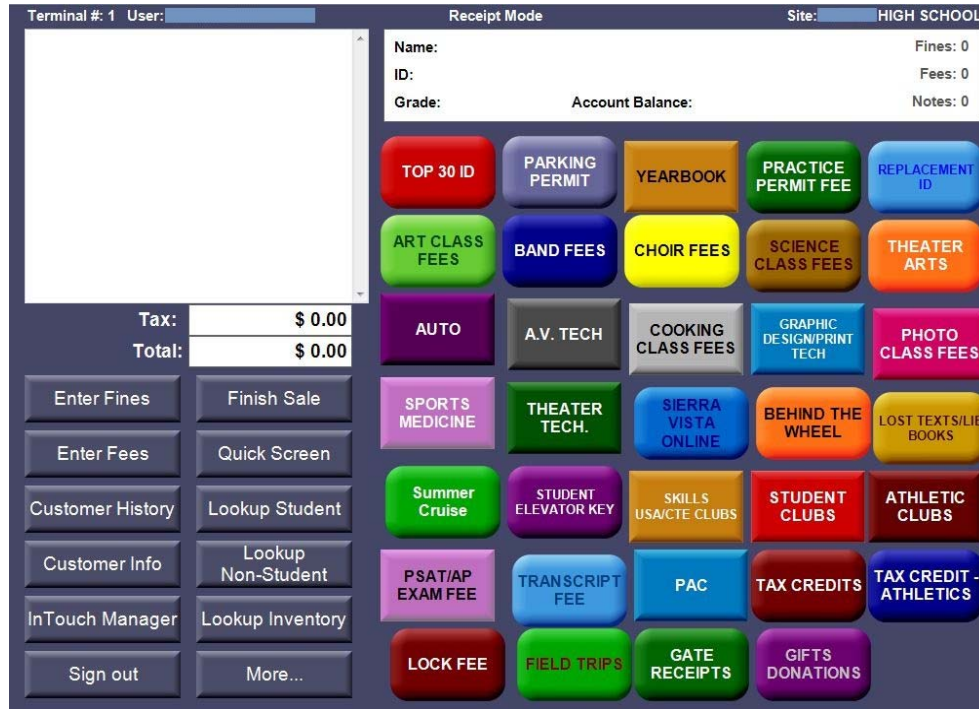 Terminal #: 1 User:
Receipt Mode
Site: HIGH SCHOOL
Name:
Fines: 0
ID:
Fees: 0
Grade:
Account Balance:
Notes: 0
Tax: $ 0.00
Total: $ 0.00
Enter Fines
Finish Sale
Enter Fees
Quick Screen
Customer History
Lookup Student
Customer Info
Lookup
Non-Student
InTouch Manager
Lookup Inventory
Sign out
More...
TOP 30 ID
PARKING
PERMIT
YEARBOOK
PRACTICE
PERMIT FEE
REPLACEMENT
ID
ART CLASS
FEES
BAND FEES
CHOIR FEES
SCIENCE
CLASS FEES
THEATER
ARTS
AUTO
A.V. TECH
COOKING
CLASS FEES
GRAPHIC
DESIGN/PRINT
TECH
PHOTO
CLASS FEES
SPORTS
MEDICINE
THEATER
TECH.
SIERRA
VISTA
ONLINE
BEHIND THE
WHEEL
LOST TEXTS/LIB
BOOKS
Summer
Cruise
STUDENT
ELEVATOR KEY
SKILLS
USA/CTE CLUBS
STUDENT
CLUBS
ATHLETIC
CLUBS
PSAT/AP
EXAM FEE
TRANSCRIPT
FEE
PAC
TAX CREDITS
TAX CREDIT -
ATHLETICS
LOCK FEE
FIELD TRIPS
GATE
RECEIPTS
GIFTS
DONATIONS